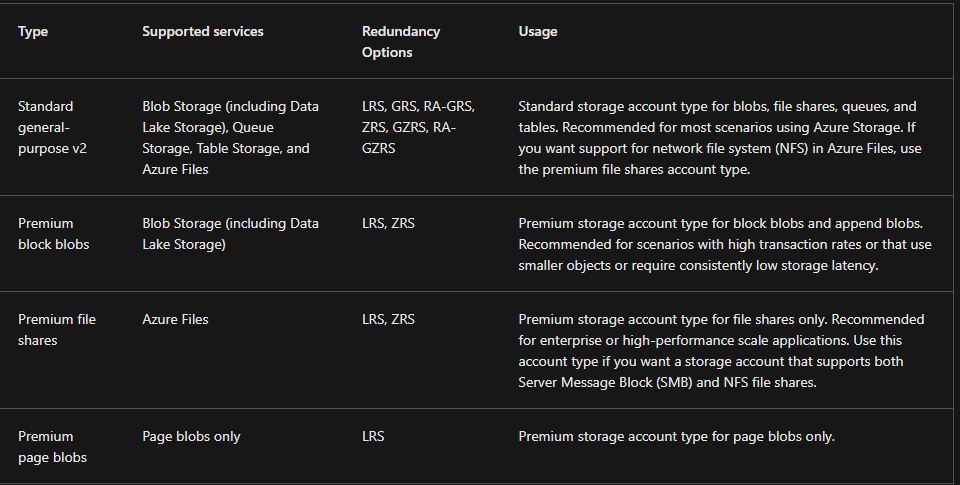 Type
Supported services
Redundancy
Options
Usage
Standard
general-
purpose v2
Blob Storage (including Data
Lake Storage), Queue
Storage, Table Storage, and
Azure Files
LRS, GRS, RA-GRS,
ZRS, GZRS, RA-
GZRS
Standard storage account type for blobs, file shares, queues, and
tables. Recommended for most scenarios using Azure Storage. If
you want support for network file system (NFS) in Azure Files, use
the premium file shares account type.
Premium
block blobs
Blob Storage (including Data
Lake Storage)
LRS, ZRS
Premium storage account type for block blobs and append blobs.
Recommended for scenarios with high transaction rates or that use
smaller objects or require consistently low storage latency.
Premium file
shares
Azure Files
LRS, ZRS
Premium storage account type for file shares only. Recommended
for enterprise or high-performance scale applications. Use this
account type if you want a storage account that supports both
Server Message Block (SMB) and NFS file shares.
Premium
page blobs
Page blobs only
LRS
Premium storage account type for page blobs only.